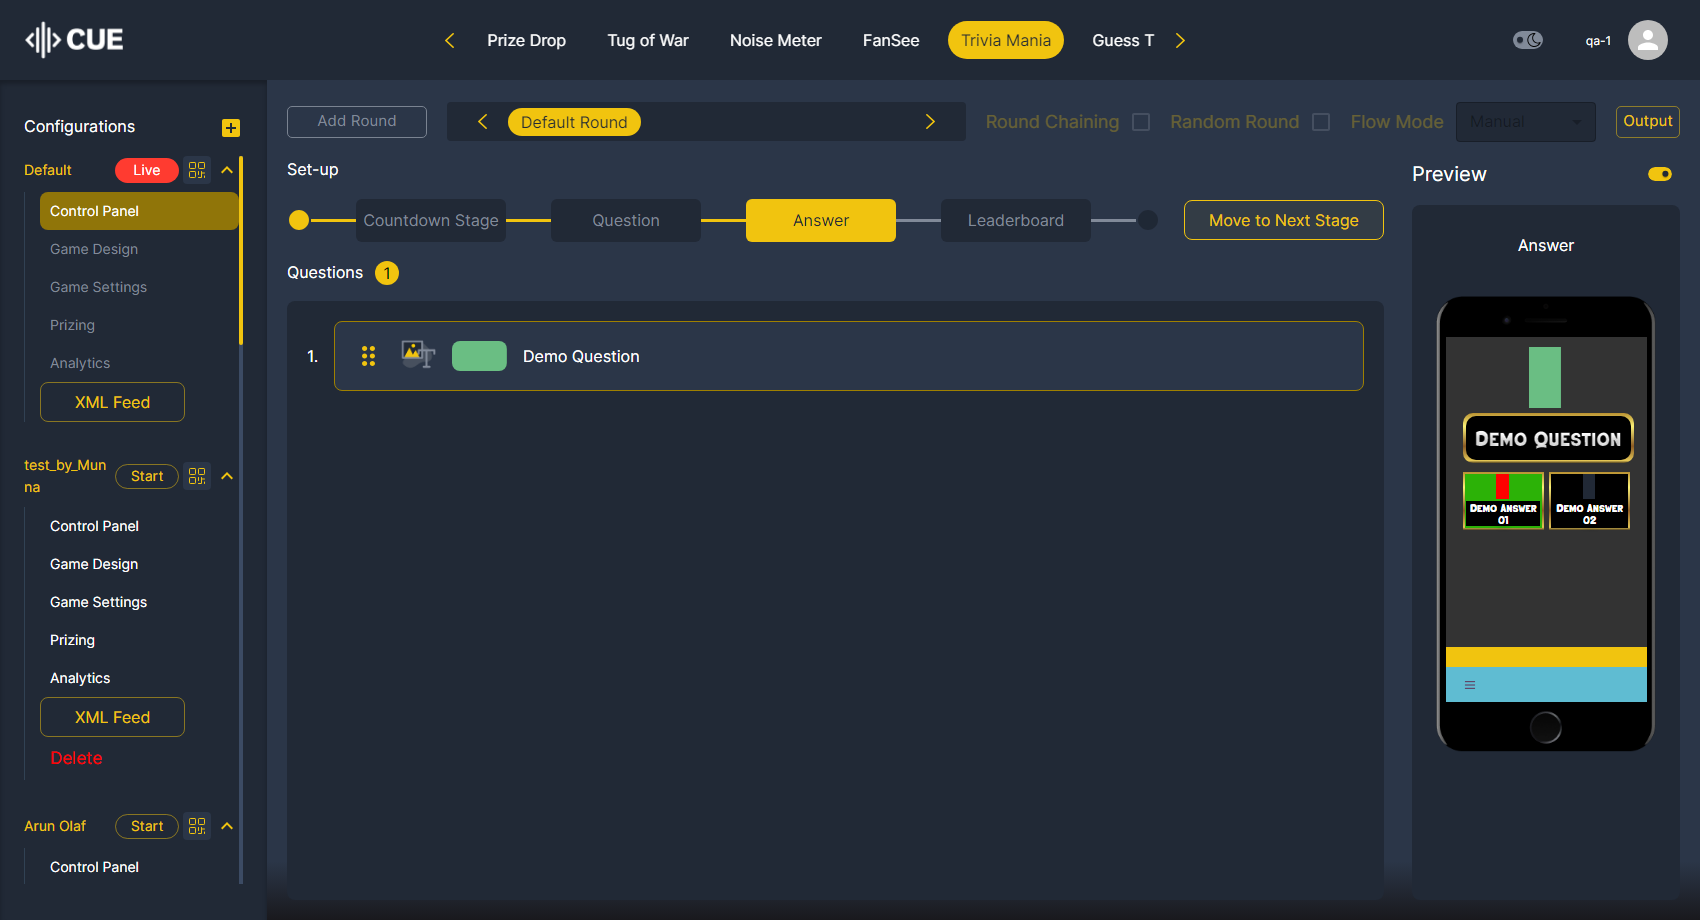 CUE
Prize Drop
Tug of War
Noise Meter
FanSee
Trivia Mania
Guess T
qa-1
Configurations
Default
Live
Control Panel
Game Design
Game Settings
Prizing
Analytics
XML Feed
test_by_Mun
na
Start
Control Panel
Game Design
Game Settings
Prizing
Analytics
XML Feed
Delete
Arun Olaf
Start
Control Panel
Add Round
Default Round
Round Chaining
Random Round
Flow Mode
Manual
Output
Set-up
Countdown Stage
Question
Answer
Leaderboard
Move to Next Stage
Questions 1
1.
Demo Question
Preview
Answer
Demo Question
Demo Answer
01
Demo Answer
02